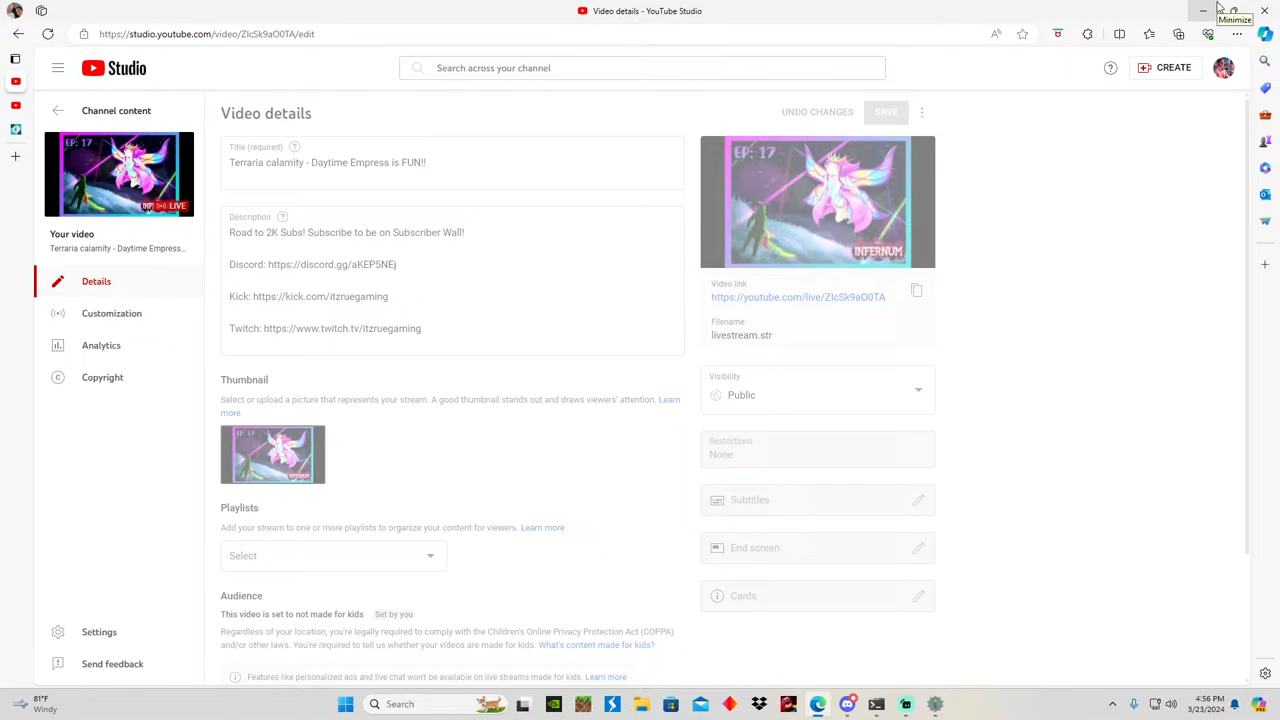 Video details - YouTube Studio
Minimize
https://studio.youtube.com/video/ZIcSk9aO0TA/edit
Studio
Search across your channel
CREATE
Channel content
EP: 17
LIVE
Your video
Terraria calamity - Daytime Empress...
Details
Customization
Analytics
Copyright
Settings
Send feedback
Video details
UNDO CHANGES
SAVE
Title (required)
Terraria calamity - Daytime Empress is FUN!!
Description
Road to 2K Subs! Subscribe to be on Subscriber Wall!
Discord: https://discord.gg/aKEP5NEj
Kick: https://kick.com/itzruegaming
Twitch: https://www.twitch.tv/itzruegaming
Thumbnail
Select or upload a picture that represents your stream. A good thumbnail stands out and draws viewers' attention. Learn
more
EP: 17
INFERNUM
Playlists
Add your stream to one or more playlists to organize your content for viewers. Learn more
Select
Audience
This video is set to not made for kids Set by you
Regardless of your location, you're legally required to comply with the Children's Online Privacy Protection Act (COPPA)
and/or other laws. You're required to tell us whether your videos are made for kids. What's content made for kids?
Features like personalized ads and live chat won't be available on live streams made for kids. Learn more
EP: 17
INFERNUM
Video link
https://youtube.com/live/ZIcSk9aO0TA
Filename
livestream.str
Visibility
Public
Restrictions
None
Subtitles
End screen
Cards
81°F
Windy
Search
4:56 PM
3/23/2024